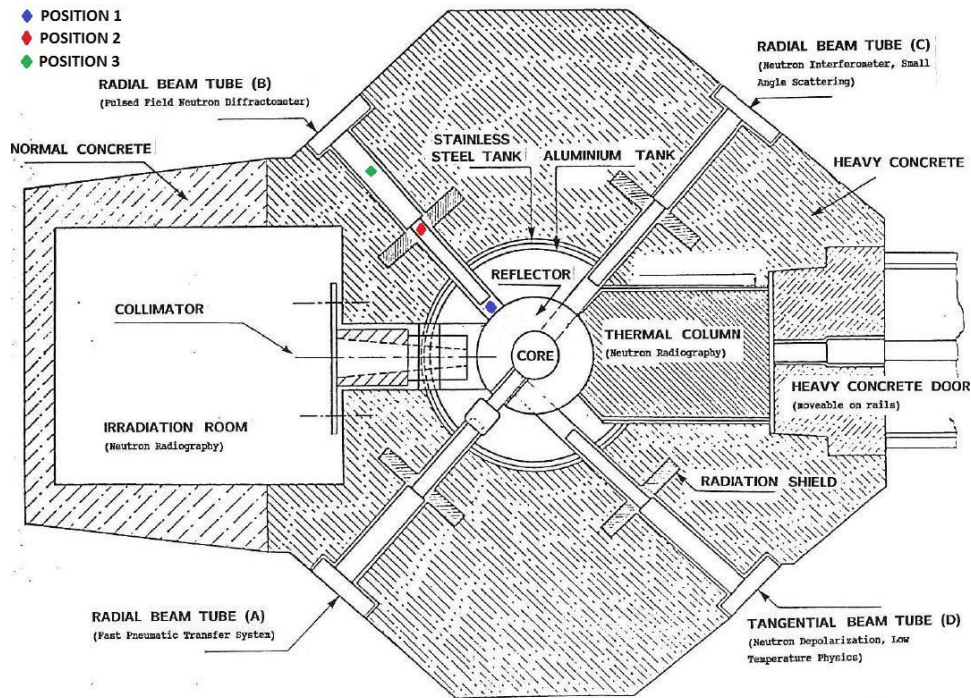 POSITION 1
POSITION 2
POSITION 3
RADIAL BEAM TUBE (B)
(Pulsed Field Neutron Diffractometer)
RADIAL BEAM TUBE (C)
(Neutron Interferometer, Small
Angle Scattering)
NORMAL CONCRETE
STAINLESS
STEEL TANK
ALUMINIUM TANK
HEAVY CONCRETE
REFLECTOR
COLLIMATOR
THERMAL COLUMN
(Neutron Radiography)
CORE
HEAVY CONCRETE DOOR
(moveable on rails)
IRRADIATION ROOM
(Neutron Radiography)
RADIATION SHIELD
RADIAL BEAM TUBE (A)
(Fast Pneumatic Transfer System)
TANGENTIAL BEAM TUBE (D)
(Neutron Depolarization, Low
Temperature Physics)